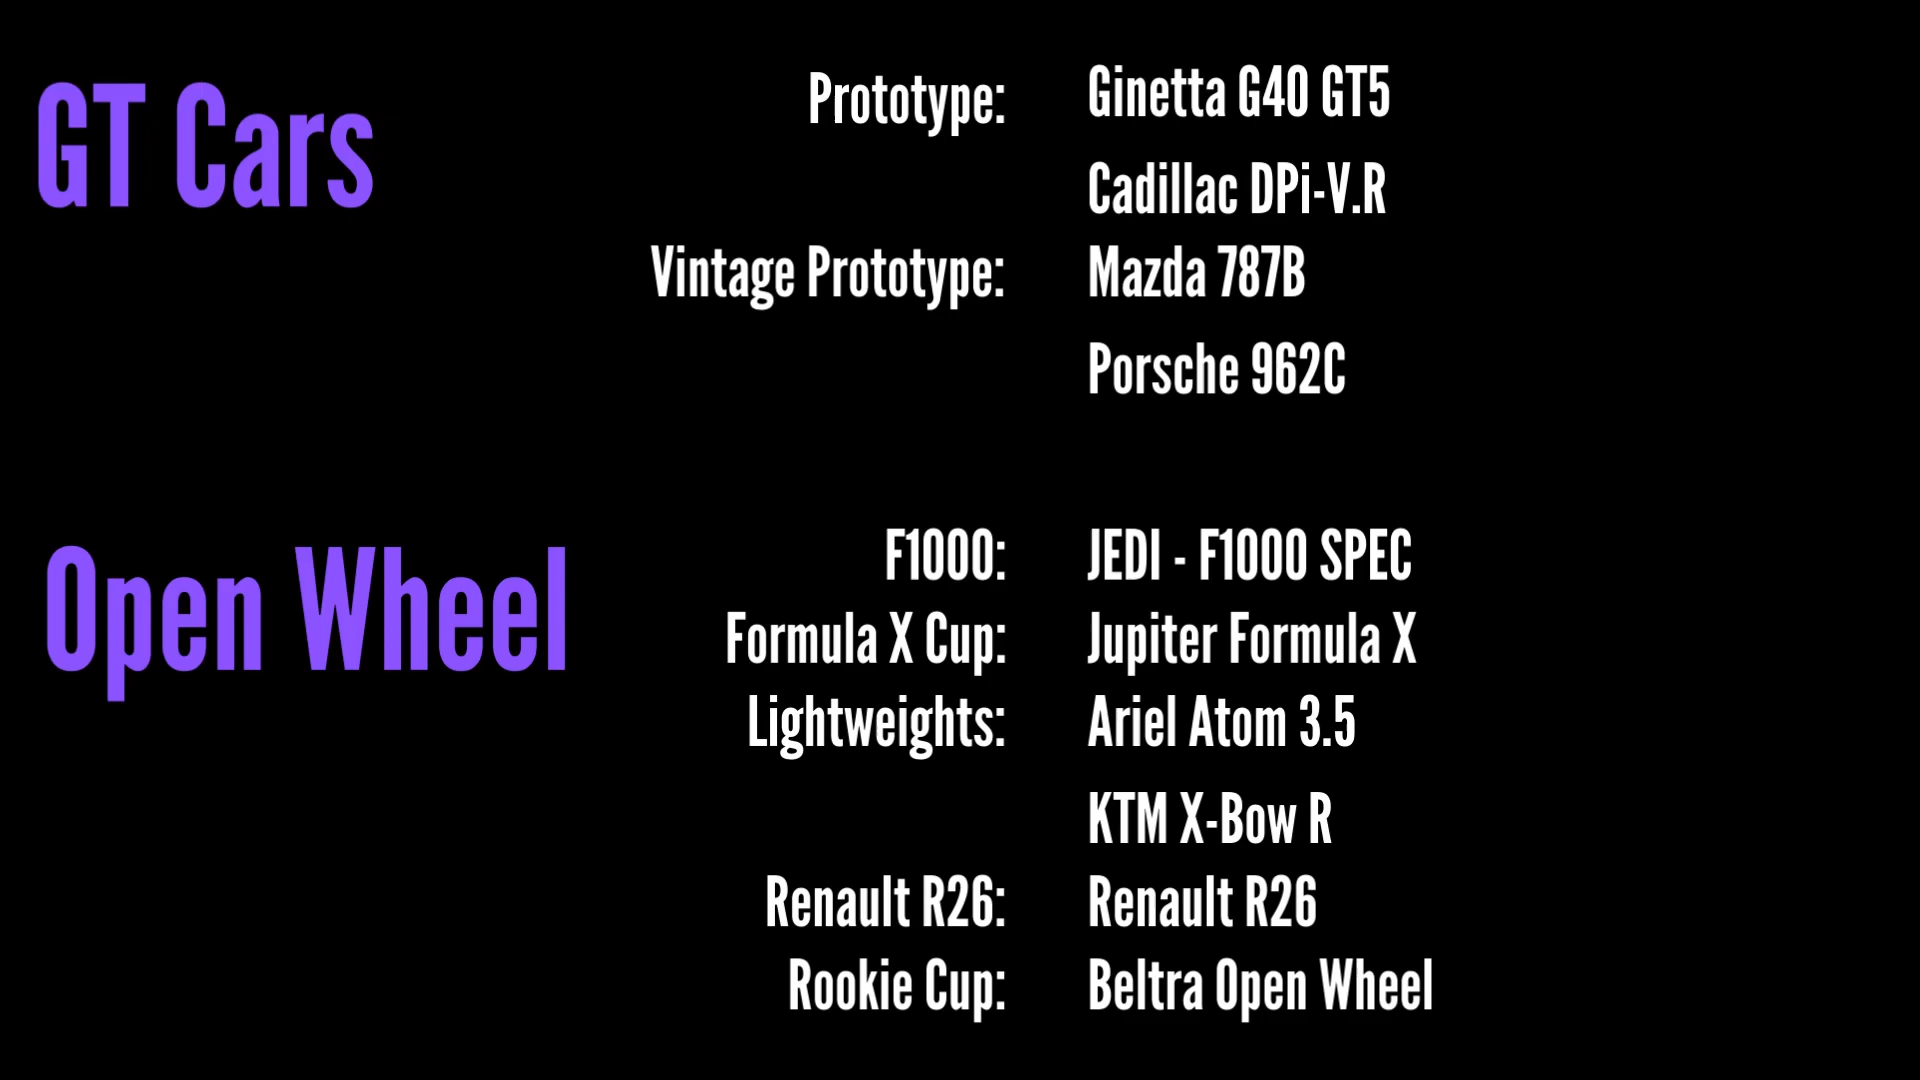 GT Cars
Prototype: Ginetta G40 GT5
Cadillac DPi-V.R
Vintage Prototype: Mazda 787B
Porsche 962C
Open Wheel
F1000: JEDI - F1000 SPEC
Formula X Cup: Jupiter Formula X
Lightweights: Ariel Atom 3.5
KTM X-Bow R
Renault R26: Renault R26
Rookie Cup: Beltra Open Wheel